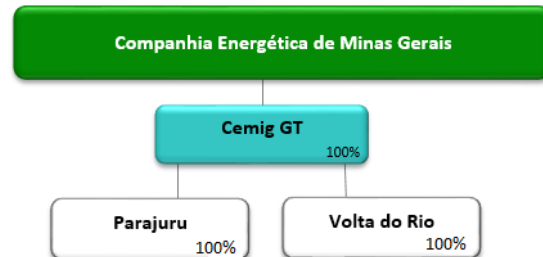 Companhia Energética de Minas Gerais
Cemig GT
100%
Parajuru
100%
Volta do Rio
100%